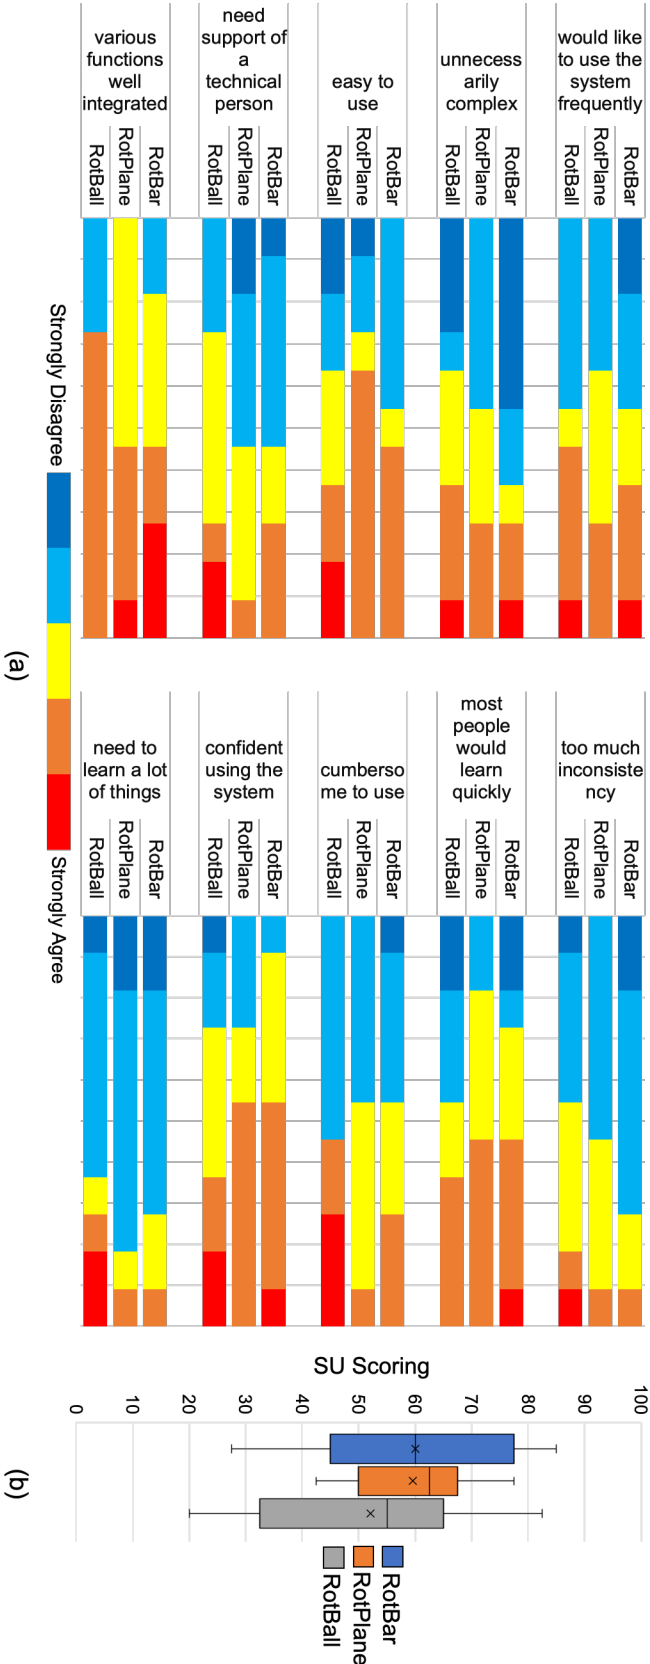 would like
to use the
system
frequently
RotBar
RotPlane
RotBall
unnecess
arily
complex
RotBar
RotPlane
RotBall
easy to
use
RotBar
RotPlane
RotBall
need
support of
a
technical
person
RotBar
RotPlane
RotBall
various
functions
well
integrated
RotBar
RotPlane
RotBall
too much
inconsiste
ncy
RotBar
RotPlane
RotBall
most
people
would
learn
quickly
RotBar
RotPlane
RotBall
cumberso
me to use
RotBar
RotPlane
RotBall
confident
using the
system
RotBar
RotPlane
RotBall
need to
learn a lot
of things
RotBar
RotPlane
RotBall
Strongly Disagree
Strongly Agree
(a)
SU Scoring
100
90
80
70
60
50
40
30
20
10
0
RotBar
RotPlane
RotBall
(b)